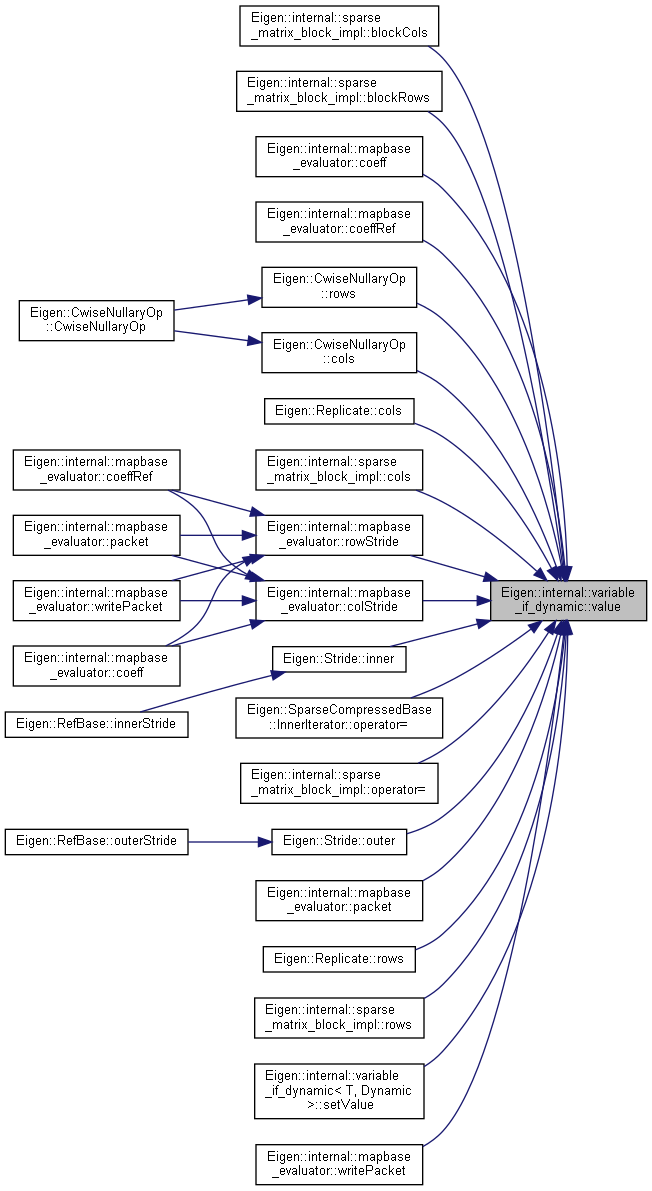 Eigen::internal::sparse
_matrix_block_impl::blockCols
Eigen::internal::sparse
_matrix_block_impl::blockRows
Eigen::internal::mapbase
_evaluator::coeff
Eigen::internal::mapbase
_evaluator::coeffRef
Eigen::CwiseNullaryOp
::rows
Eigen::CwiseNullaryOp
::CwiseNullaryOp
Eigen::CwiseNullaryOp
::cols
Eigen::Replicate::cols
Eigen::internal::mapbase
_evaluator::coeffRef
Eigen::internal::sparse
_matrix_block_impl::cols
Eigen::internal::mapbase
_evaluator::packet
Eigen::internal::mapbase
_evaluator::rowStride
Eigen::internal::mapbase
_evaluator::writePacket
Eigen::internal::mapbase
_evaluator::colStride
Eigen::internal::variable
_if_dynamic::value
Eigen::internal::mapbase
_evaluator::coeff
Eigen::Stride::inner
Eigen::RefBase::innerStride
Eigen::SparseCompressedBase
::InnerIterator::operator=
Eigen::internal::sparse
_matrix_block_impl::operator=
Eigen::RefBase::outerStride
Eigen::Stride::outer
Eigen::internal::mapbase
_evaluator::packet
Eigen::Replicate::rows
Eigen::internal::sparse
_matrix_block_impl::rows
Eigen::internal::variable
_if_dynamic< T, Dynamic
>::setValue
Eigen::internal::mapbase
_evaluator::writePacket